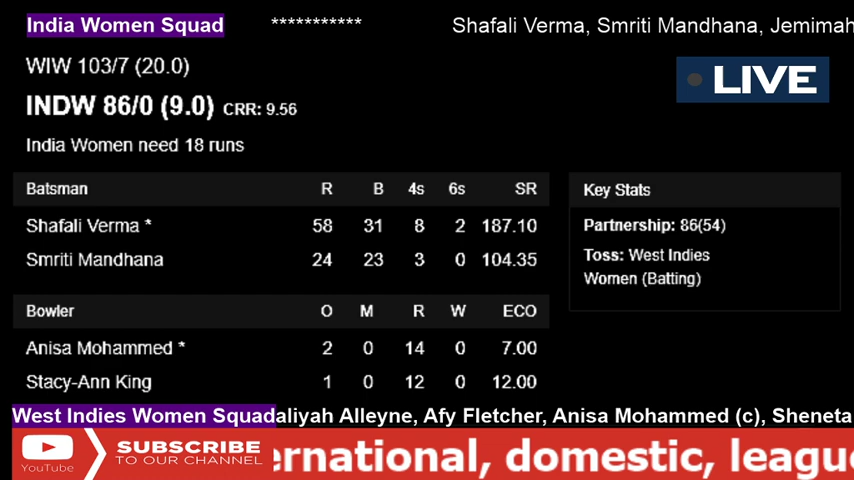 India Women Squad *********** Shafali Verma, Smriti Mandhana, Jemimah
WIW 103/7 (20.0)
LIVE
INDW 86/0 (9.0) CRR: 9.56
India Women need 18 runs
Batsman R B 4s 6s SR
Shafali Verma * 58 31 8 2 187.10
Smriti Mandhana 24 23 3 0 104.35
Key Stats
Partnership: 86(54)
Toss: West Indies
Women (Batting)
Bowler O M R W ECO
Anisa Mohammed * 2 0 14 0 7.00
Stacy-Ann King 1 0 12 0 12.00
West Indies Women Squad aliyah Alleyne, Afy Fletcher, Anisa Mohammed (c), Sheneta
YouTube
SUBSCRIBE
TO OUR CHANNEL
ernational, domestic, league